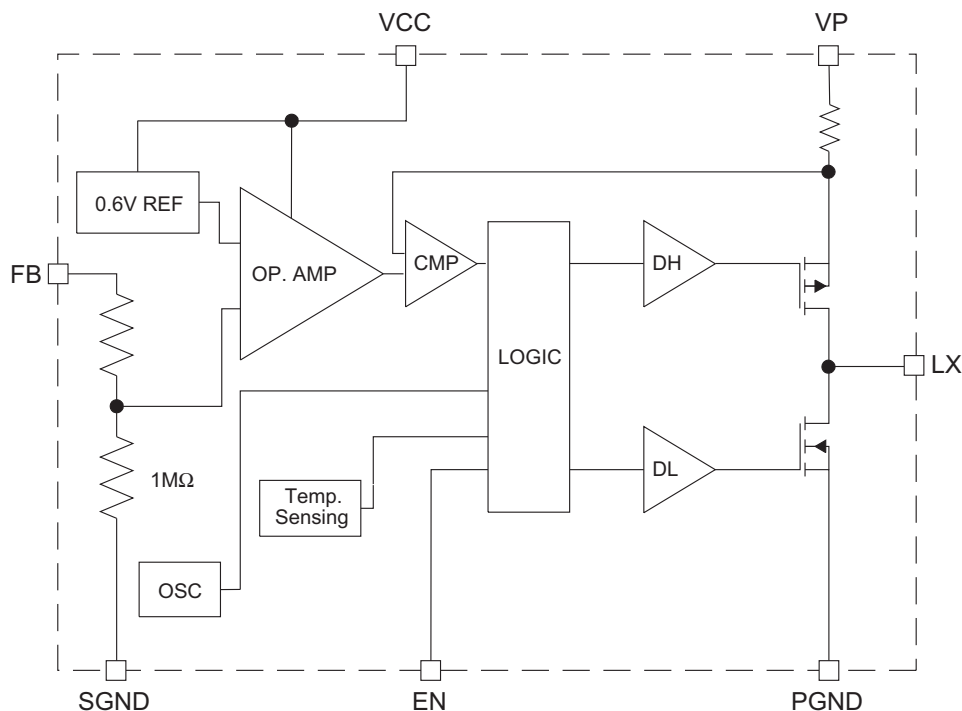 VCC
VP
0.6V REF
FB
OP. AMP
CMP
DH
LOGIC
LX
1MΩ
Temp.
Sensing
DL
OSC
SGND
EN
PGND